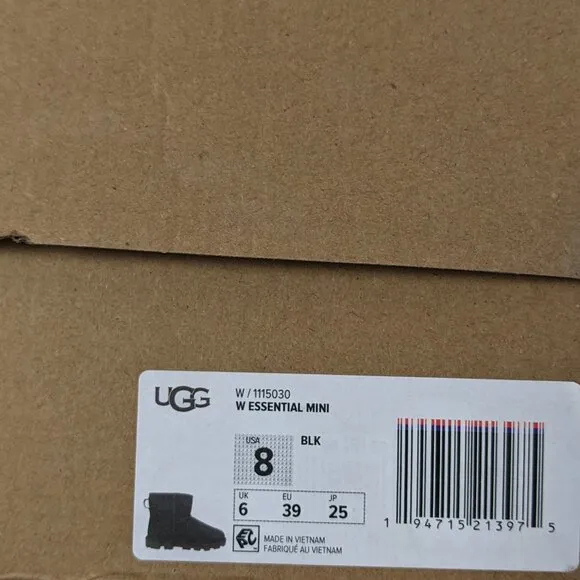 UGG
W / 1115030
W ESSENTIAL MINI
USA
8
BLK
UK EU JP
6 39 25
MADE IN VIETNAM
FABRIQUÉ AU VIETNAM
1 94715 21397 5